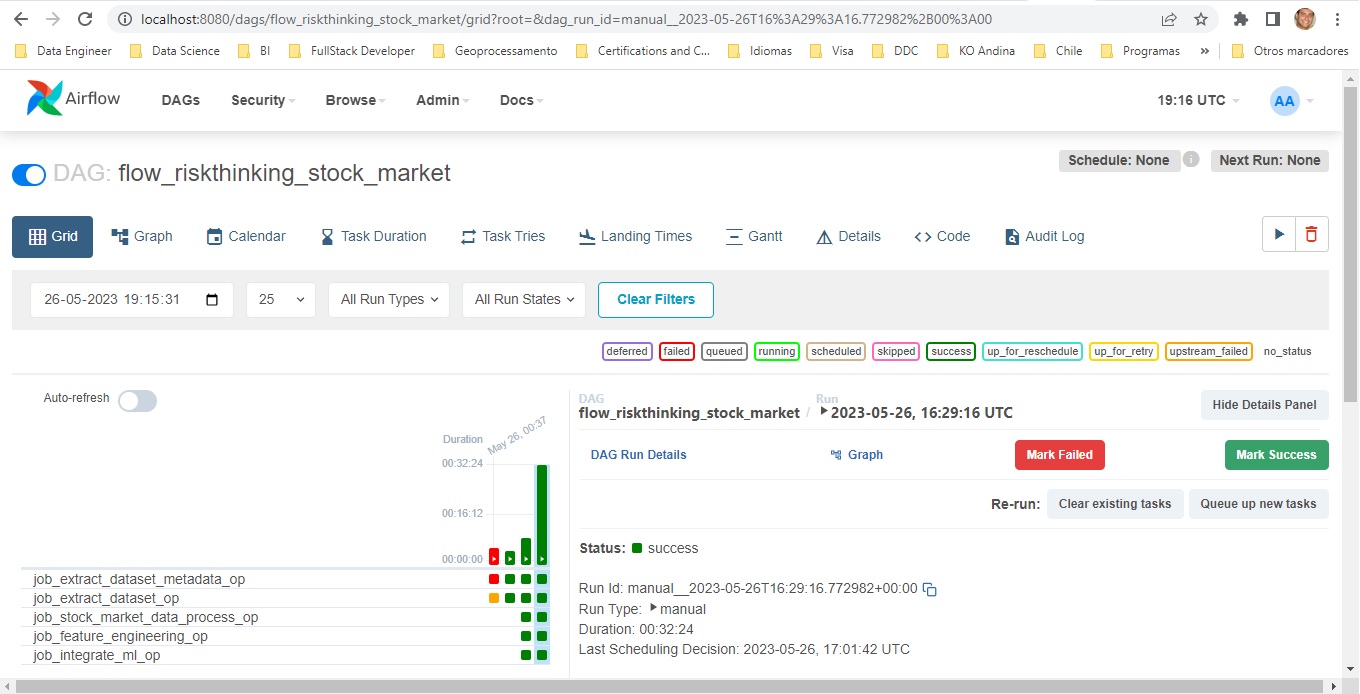 localhost:8080/dags/flow_riskthinking_stock_market/grid?root=&dag_run_id=manual__2023-05-26T16%3A29%3A16.772982%2B00%3A00
Data Engineer Data Science BI FullStack Developer Geoprocessamento Certifications and C... Idiomas Visa DDC KO Andina Chile Programas » Otros marcadores
Airflow DAGs Security Browse Admin Docs 19:16 UTC AA
DAG: flow_riskthinking_stock_market
Schedule: None i Next Run: None
Grid Graph Calendar Task Duration Task Tries Landing Times Gantt Details <> Code Audit Log
26-05-2023 19:15:31 25 All Run Types All Run States Clear Filters
deferred failed queued running scheduled skipped success up_for_reschedule up_for_retry upstream_failed no_status
Auto-refresh
Duration
May 26, 00:37
00:32:24
00:16:12
00:00:00
job_extract_dataset_metadata_op
job_extract_dataset_op
job_stock_market_data_process_op
job_feature_engineering_op
job_integrate_ml_op
DAG Run
flow_riskthinking_stock_market / 2023-05-26, 16:29:16 UTC
Hide Details Panel
DAG Run Details Graph Mark Failed Mark Success
Re-run: Clear existing tasks Queue up new tasks
Status: success
Run Id: manual__2023-05-26T16:29:16.772982+00:00
Run Type: manual
Duration: 00:32:24
Last Scheduling Decision: 2023-05-26, 17:01:42 UTC